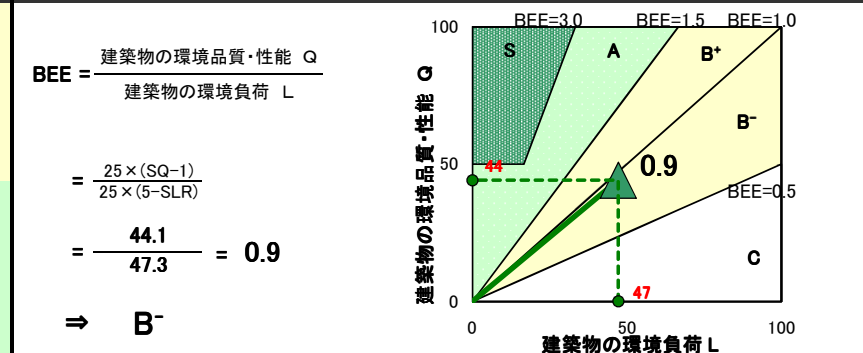 BEE = 建築物の環境品質・性能 Q
建築物の環境負荷 L
= 25×(SQ-1)
25×(5-SLR)
= 44.1
47.3
= 0.9
⇒ B⁻
BEE=3.0 BEE=1.5 BEE=1.0
100
S A B⁺
B⁻
50
44
0.9
BEE=0.5
C
47
0
0 50 100
建築物の環境品質・性能 Q
建築物の環境負荷 L